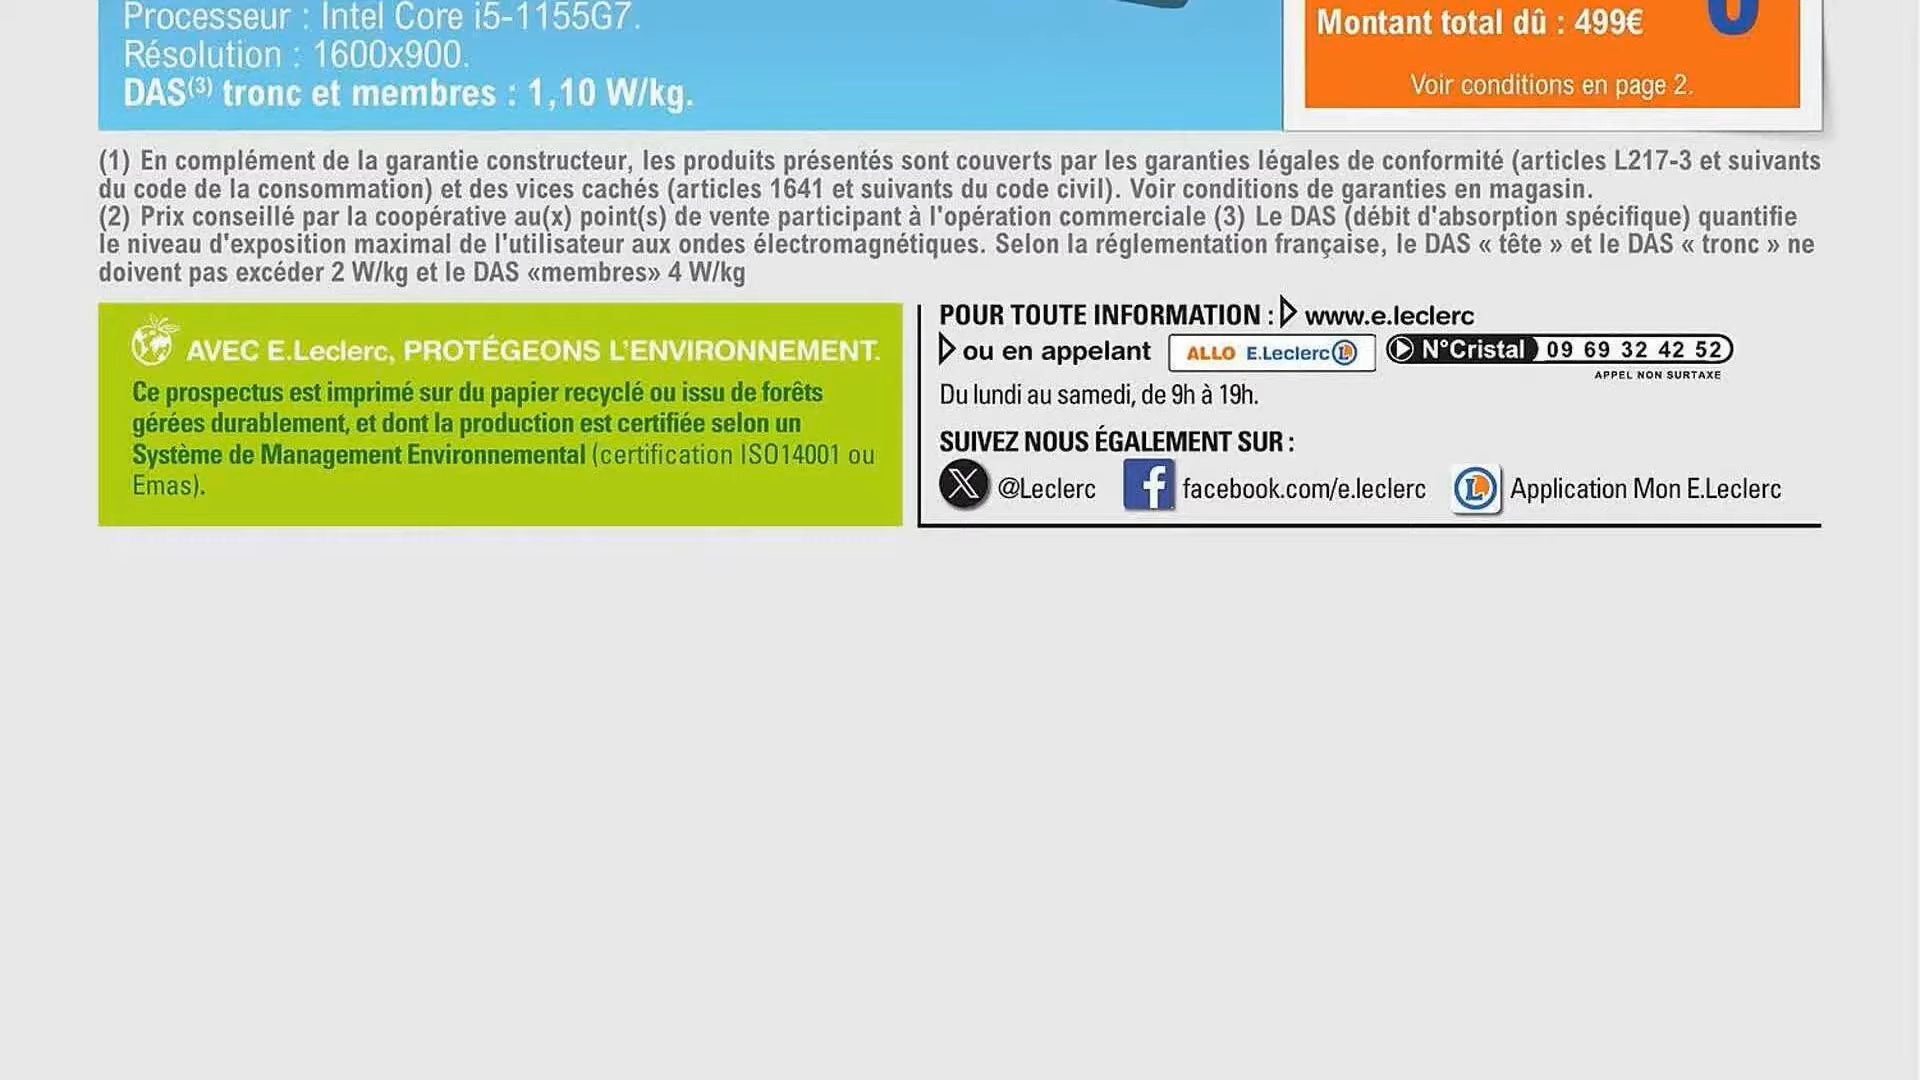 Processeur : Intel Core i5-1155G7.
Résolution : 1600x900.
DAS(3) tronc et membres : 1,10 W/kg.
Montant total dû : 499€
Voir conditions en page 2.
(1) En complément de la garantie constructeur, les produits présentés sont couverts par les garanties légales de conformité (articles L217-3 et suivants
du code de la consommation) et des vices cachés (articles 1641 et suivants du code civil). Voir conditions de garanties en magasin.
(2) Prix conseillé par la coopérative au(x) point(s) de vente participant à l'opération commerciale (3) Le DAS (débit d'absorption spécifique) quantifie
le niveau d'exposition maximal de l'utilisateur aux ondes électromagnétiques. Selon la réglementation française, le DAS « tête » et le DAS « tronc » ne
doivent pas excéder 2 W/kg et le DAS «membres» 4 W/kg
AVEC E.Leclerc, PROTÉGEONS L'ENVIRONNEMENT.
Ce prospectus est imprimé sur du papier recyclé ou issu de forêts
gérées durablement, et dont la production est certifiée selon un
Système de Management Environnemental (certification ISO14001 ou
Emas).
POUR TOUTE INFORMATION : www.e.leclerc
ou en appelant ALLO E.Leclerc N°Cristal 09 69 32 42 52
APPEL NON SURTAXE
Du lundi au samedi, de 9h à 19h.
SUIVEZ NOUS ÉGALEMENT SUR :
@Leclerc facebook.com/e.leclerc Application Mon E.Leclerc